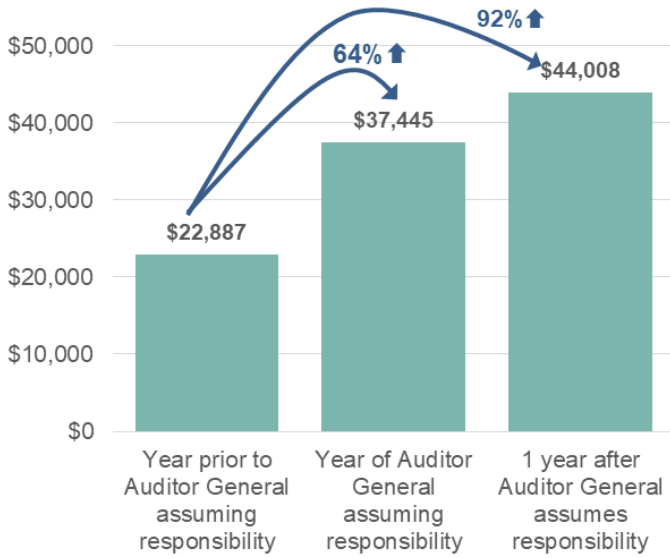 92%
$50,000
64%
$44,008
$40,000
$37,445
$30,000
$22,887
$20,000
$10,000
$0
Year prior to
Auditor General
assuming
responsibility
Year of Auditor
General
assuming
responsibility
1 year after
Auditor General
assumes
responsibility